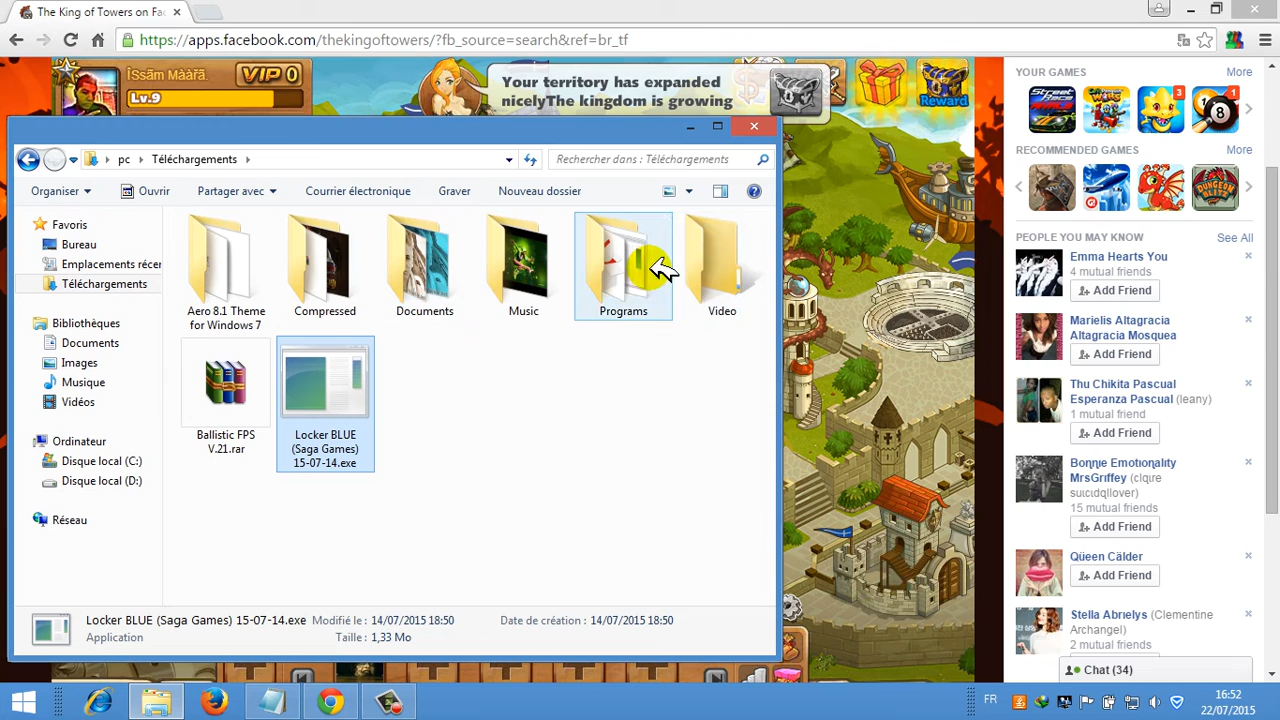 The King of Towers on Fac
https://apps.facebook.com/thekingoftowers/?fb_source=search&ref=br_tf
ÎSsãm Mààřã.
VIP 0
Lv.9
Your territory has expanded
nicelyThe kingdom is growing
Reward
pc
Téléchargements
Rechercher dans : Téléchargements
Organiser
Ouvrir
Partager avec
Courrier électronique
Graver
Nouveau dossier
Favoris
Bureau
Emplacements récer
Téléchargements
Bibliothèques
Documents
Images
Musique
Vidéos
Ordinateur
Disque local (C:)
Disque local (D:)
Réseau
Aero 8.1 Theme
for Windows 7
Compressed
Documents
Music
Programs
Video
Ballistic FPS
V.21.rar
Locker BLUE
(Saga Games)
15-07-14.exe
Locker BLUE (Saga Games) 15-07-14.exe
Modifié le : 14/07/2015 18:50
Date de création : 14/07/2015 18:50
Application
Taille : 1,33 Mo
YOUR GAMES
More
3
1
RECOMMENDED GAMES
More
DUNGEON
BLITZ
PEOPLE YOU MAY KNOW
See All
Emma Hearts You
4 mutual friends
Add Friend
Marielis Altagracia
Altagracia Mosquea
Add Friend
Thu Chikita Pascual
Esperanza Pascual (leany)
1 mutual friend
Add Friend
Bonnie Emotionality
MrsGriffey
15 mutual friends
Add Friend
Qüeen Cälder
Add Friend
Stella Abrıelys (Clementine
Archangel)
2 mutual friends
Chat (34)
FR
16:52
22/07/2015